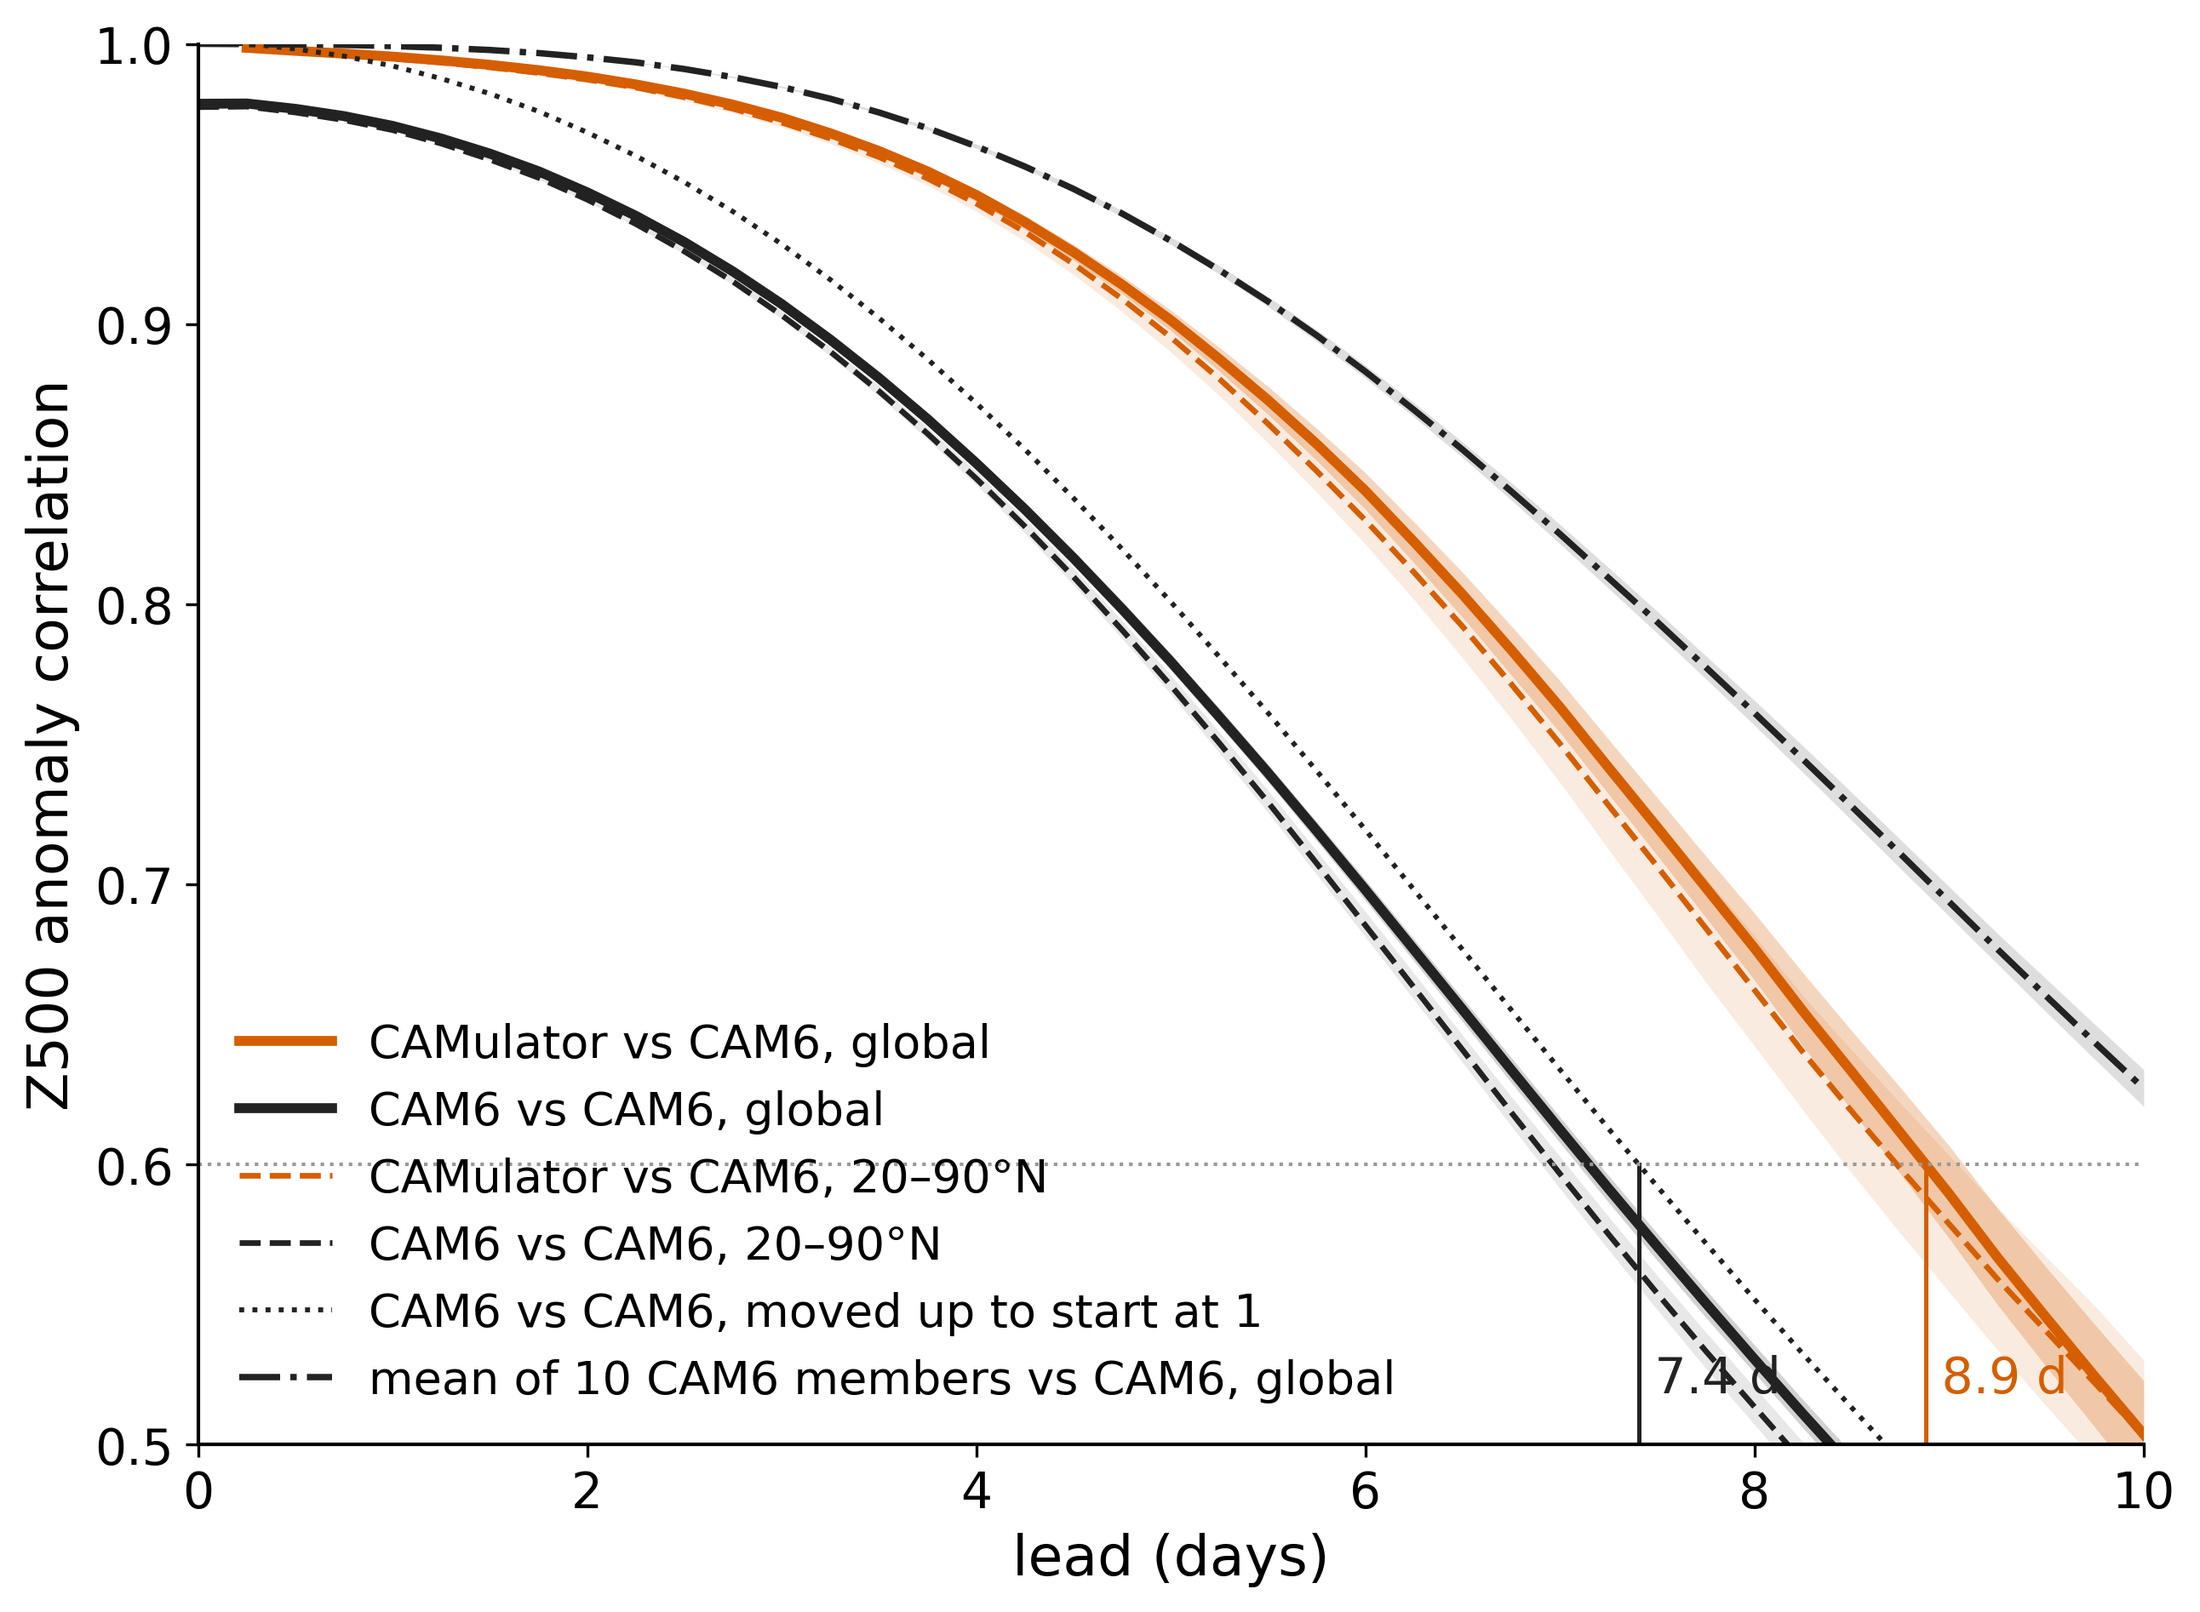 1.0
0.9
0.8
0.7
0.6
0.5
Z500 anomaly correlation
CAMulator vs CAM6, global
CAM6 vs CAM6, global
CAMulator vs CAM6, 20–90°N
CAM6 vs CAM6, 20–90°N
CAM6 vs CAM6, moved up to start at 1
mean of 10 CAM6 members vs CAM6, global
7.4 d
8.9 d
0 2 4 6 8 10
lead (days)